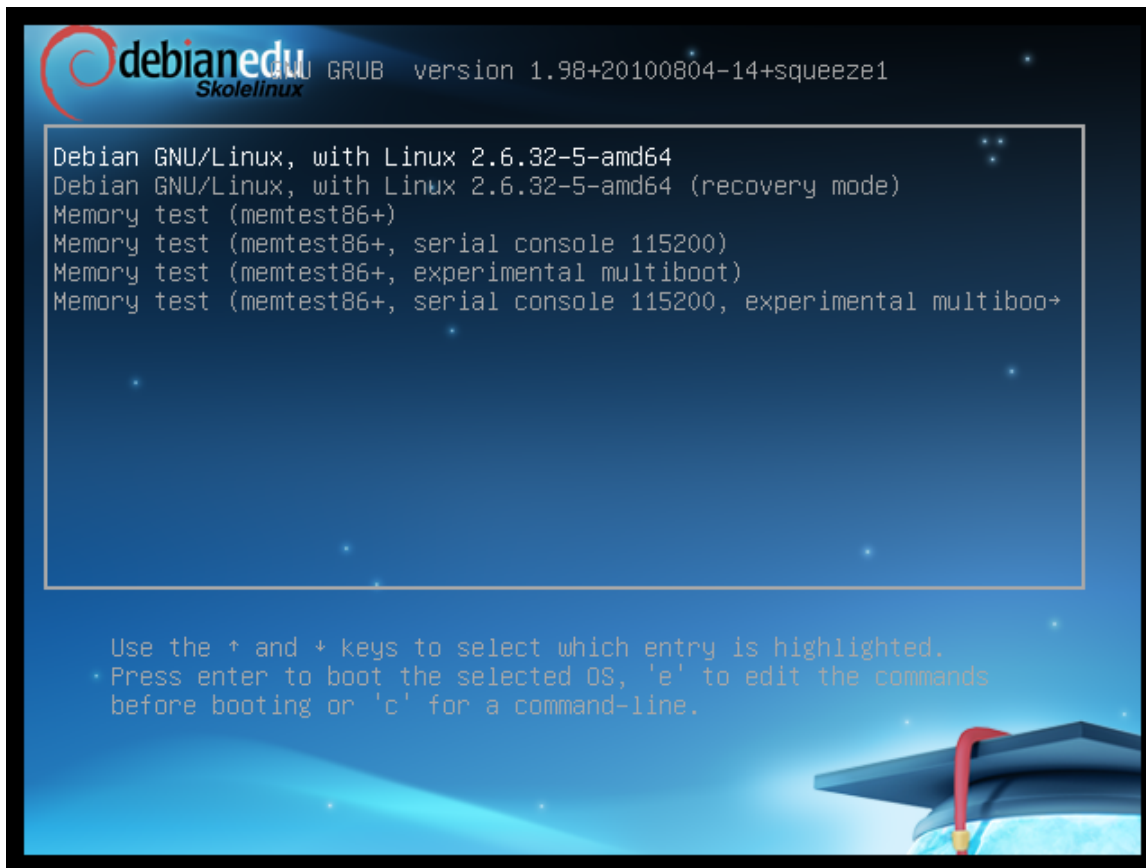 debianedu
Skolelinux
GNU GRUB version 1.98+20100804-14+squeeze1
Debian GNU/Linux, with Linux 2.6.32-5-amd64
Debian GNU/Linux, with Linux 2.6.32-5-amd64 (recovery mode)
Memory test (memtest86+)
Memory test (memtest86+, serial console 115200)
Memory test (memtest86+, experimental multiboot)
Memory test (memtest86+, serial console 115200, experimental multiboo→
Use the ↑ and ↓ keys to select which entry is highlighted.
Press enter to boot the selected OS, 'e' to edit the commands
before booting or 'c' for a command-line.